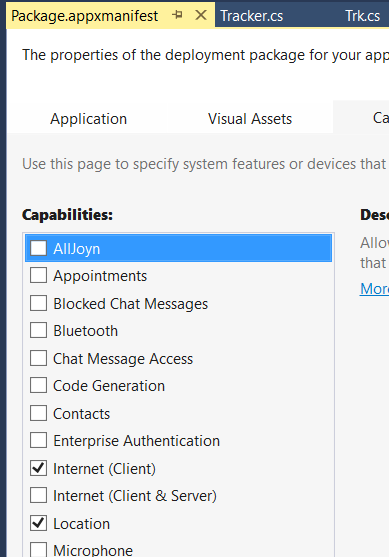 Package.appxmanifest Tracker.cs Trk.cs
The properties of the deployment package for your app
Application Visual Assets Ca
Use this page to specify system features or devices that
Capabilities: Des
AllJoyn Allo
Appointments that
Blocked Chat Messages More
Bluetooth
Chat Message Access
Code Generation
Contacts
Enterprise Authentication
Internet (Client)
Internet (Client & Server)
Location
Microphone